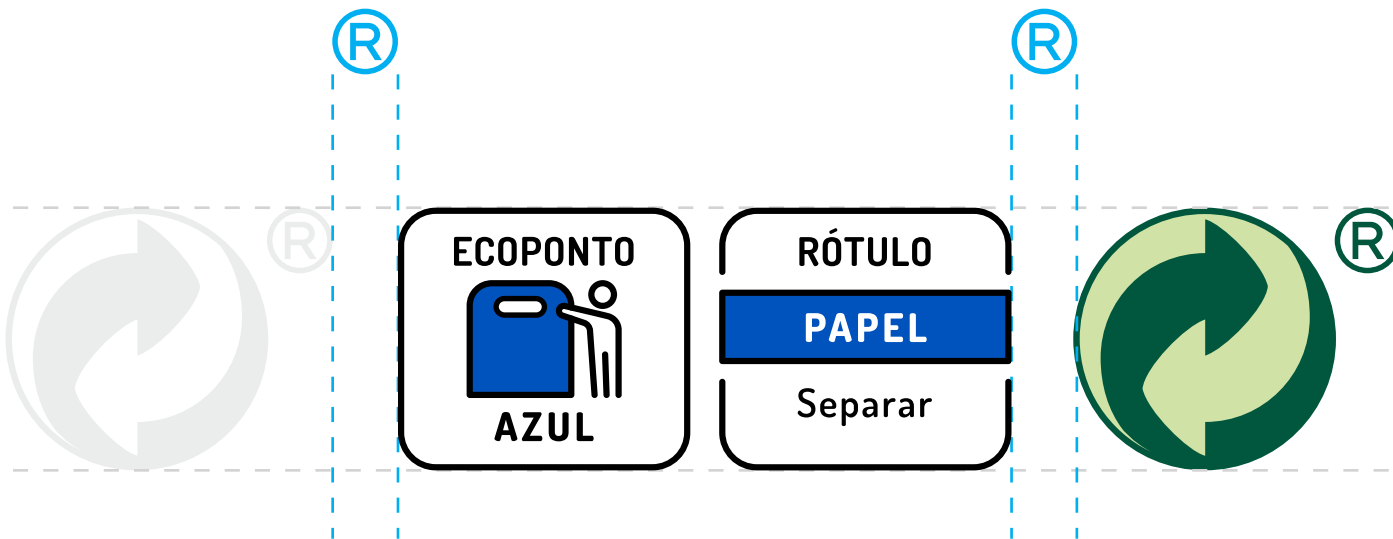 ®
®
®
ECOPONTO
AZUL
RÓTULO
PAPEL
Separar
®